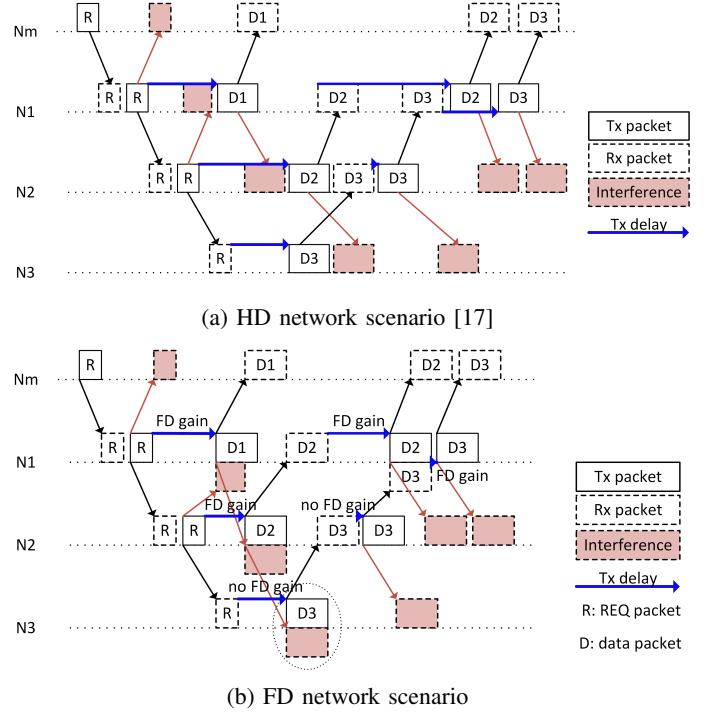 Nm R D1 D2 D3
N1 R R D1 D2 D3 D2 D3
N2 R R D2 D3 D3
N3 R D3
Tx packet
Rx packet
Interference
Tx delay
(a) HD network scenario [17]
Nm R D1 D2 D3
FD gain FD gain
N1 R R D1 D2 D2 D3
D3 FD gain
FD gain no FD gain
N2 R R D2 D3 D3
no FD gain
N3 R D3
Tx packet
Rx packet
Interference
Tx delay
R: REQ packet
D: data packet
(b) FD network scenario